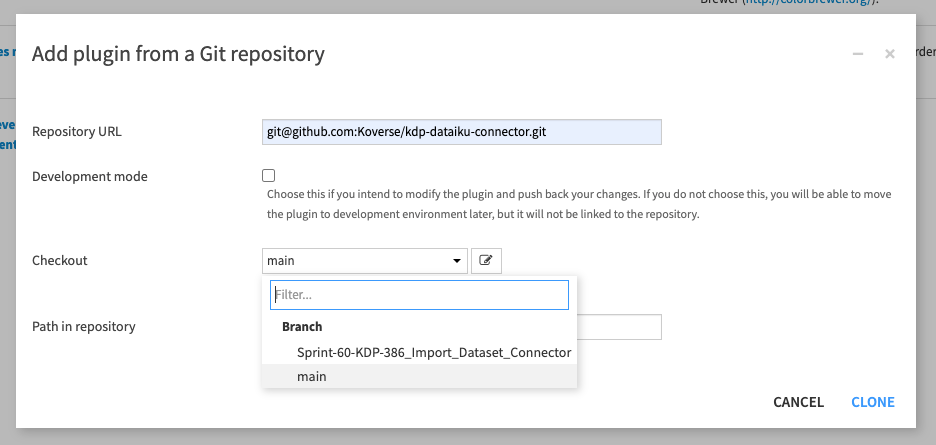 Brewer (http://colorbrewer.org/).
Add plugin from a Git repository
Repository URL
git@github.com:Koverse/kdp-dataiku-connector.git
Development mode
Choose this if you intend to modify the plugin and push back your changes. If you do not choose this, you will be able to move
the plugin to development environment later, but it will not be linked to the repository.
Checkout
main
Filter...
Path in repository
Branch
Sprint-60-KDP-386_Import_Dataset_Connector
main
CANCEL
CLONE